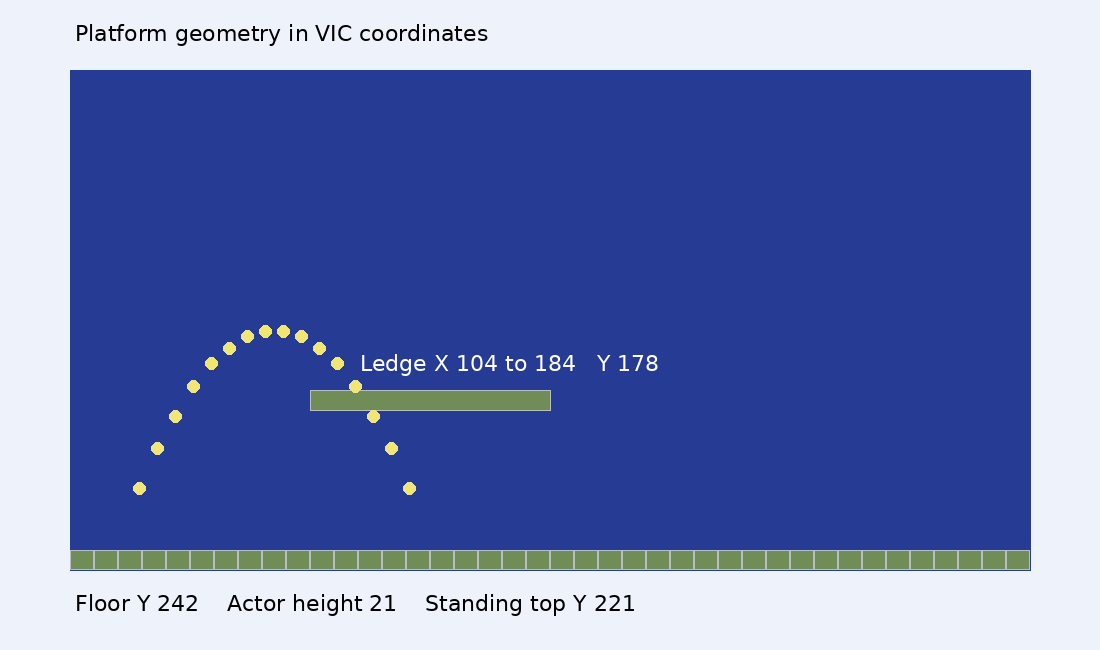 Platform geometry in VIC coordinates
Ledge X 104 to 184   Y 178
Floor Y 242    Actor height 21    Standing top Y 221